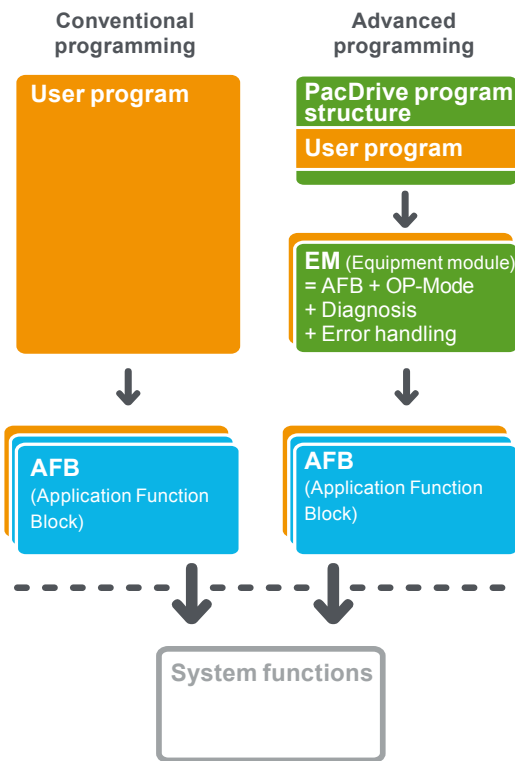 Conventional
programming
User program
AFB
(Application Function
Block)
Advanced
programming
PacDrive program
structure
User program
EM (Equipment module)
= AFB + OP-Mode
+ Diagnosis
+ Error handling
AFB
(Application Function
Block)
System functions